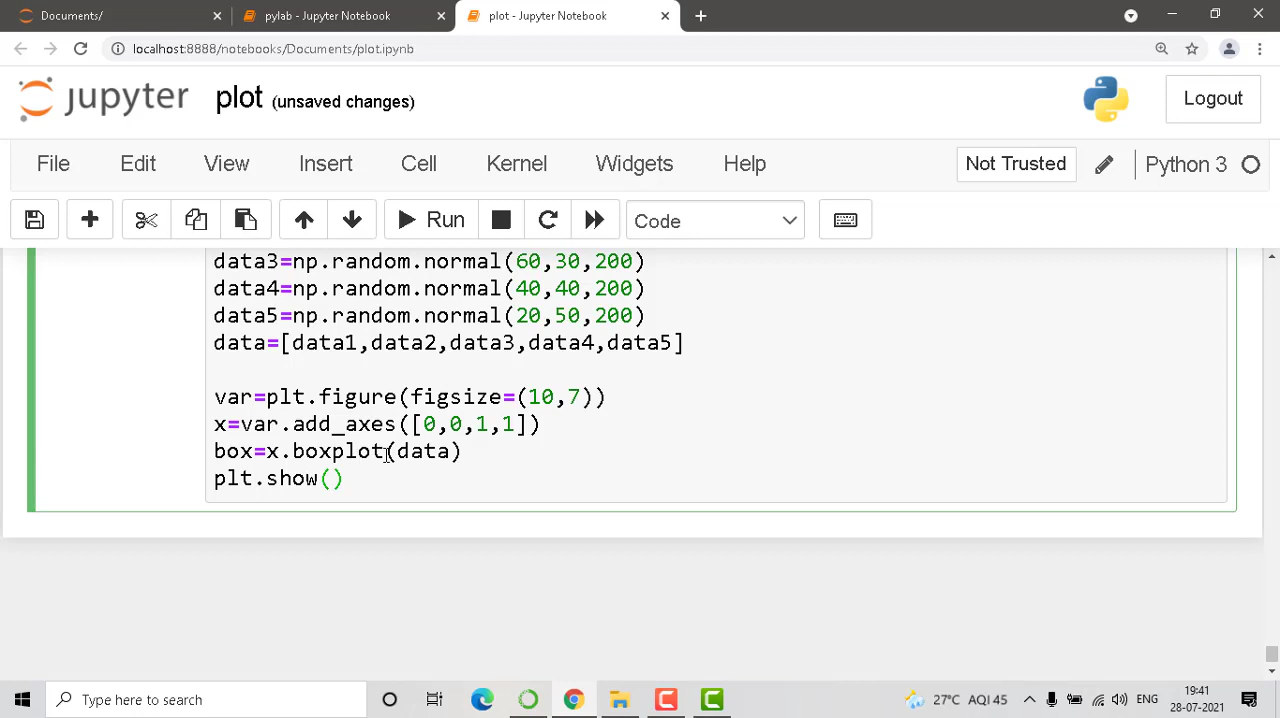 Documents/
pylab - Jupyter Notebook
plot - Jupyter Notebook
localhost:8888/notebooks/Documents/plot.ipynb
jupyter plot (unsaved changes)
Logout
File Edit View Insert Cell Kernel Widgets Help Not Trusted Python 3
Run Code
data3=np.random.normal(60,30,200)
data4=np.random.normal(40,40,200)
data5=np.random.normal(20,50,200)
data=[data1,data2,data3,data4,data5]
var=plt.figure(figsize=(10,7))
x=var.add_axes([0,0,1,1])
box=x.boxplot(data)
plt.show()
Type here to search
27°C AQI 45
ENG
19:41
28-07-2021